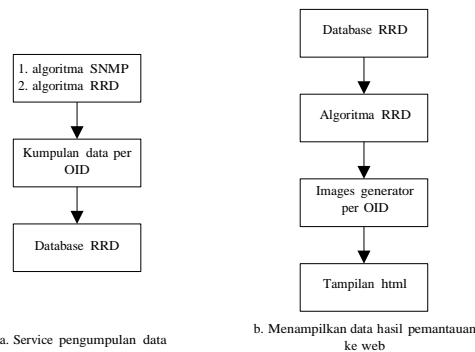 1. algoritma SNMP
2. algoritma RRD
Kumpulan data per
OID
Database RRD
a. Service pengumpulan data
Database RRD
Algoritma RRD
Images generator
per OID
Tampilan html
b. Menampilkan data hasil pemantauan
ke web